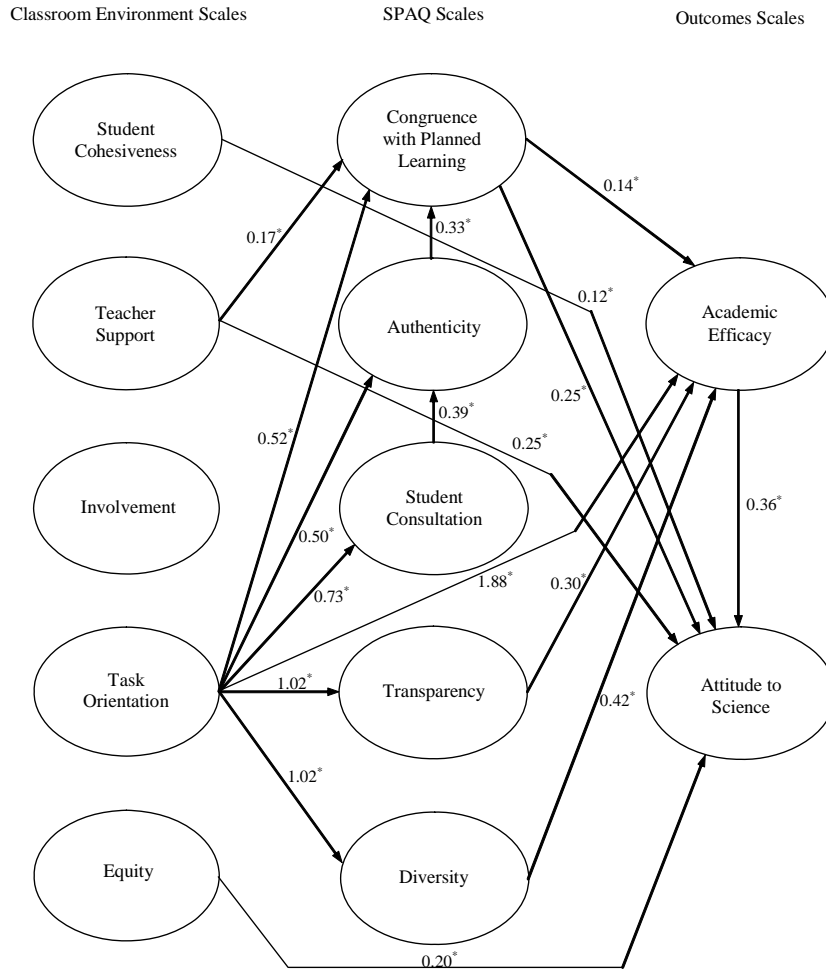 Classroom Environment Scales
SPAQ Scales
Outcomes Scales
Student
Cohesiveness
Congruence
with Planned
Learning
0.14*
0.17*
0.33*
0.12*
Teacher
Support
Authenticity
Academic
Efficacy
0.25*
0.39*
0.52*
0.25*
Involvement
Student
Consultation
0.36*
0.50*
0.73*
1.88*
0.30*
Task
Orientation
1.02*
Transparency
0.42*
Attitude to
Science
1.02*
Equity
Diversity
0.20*